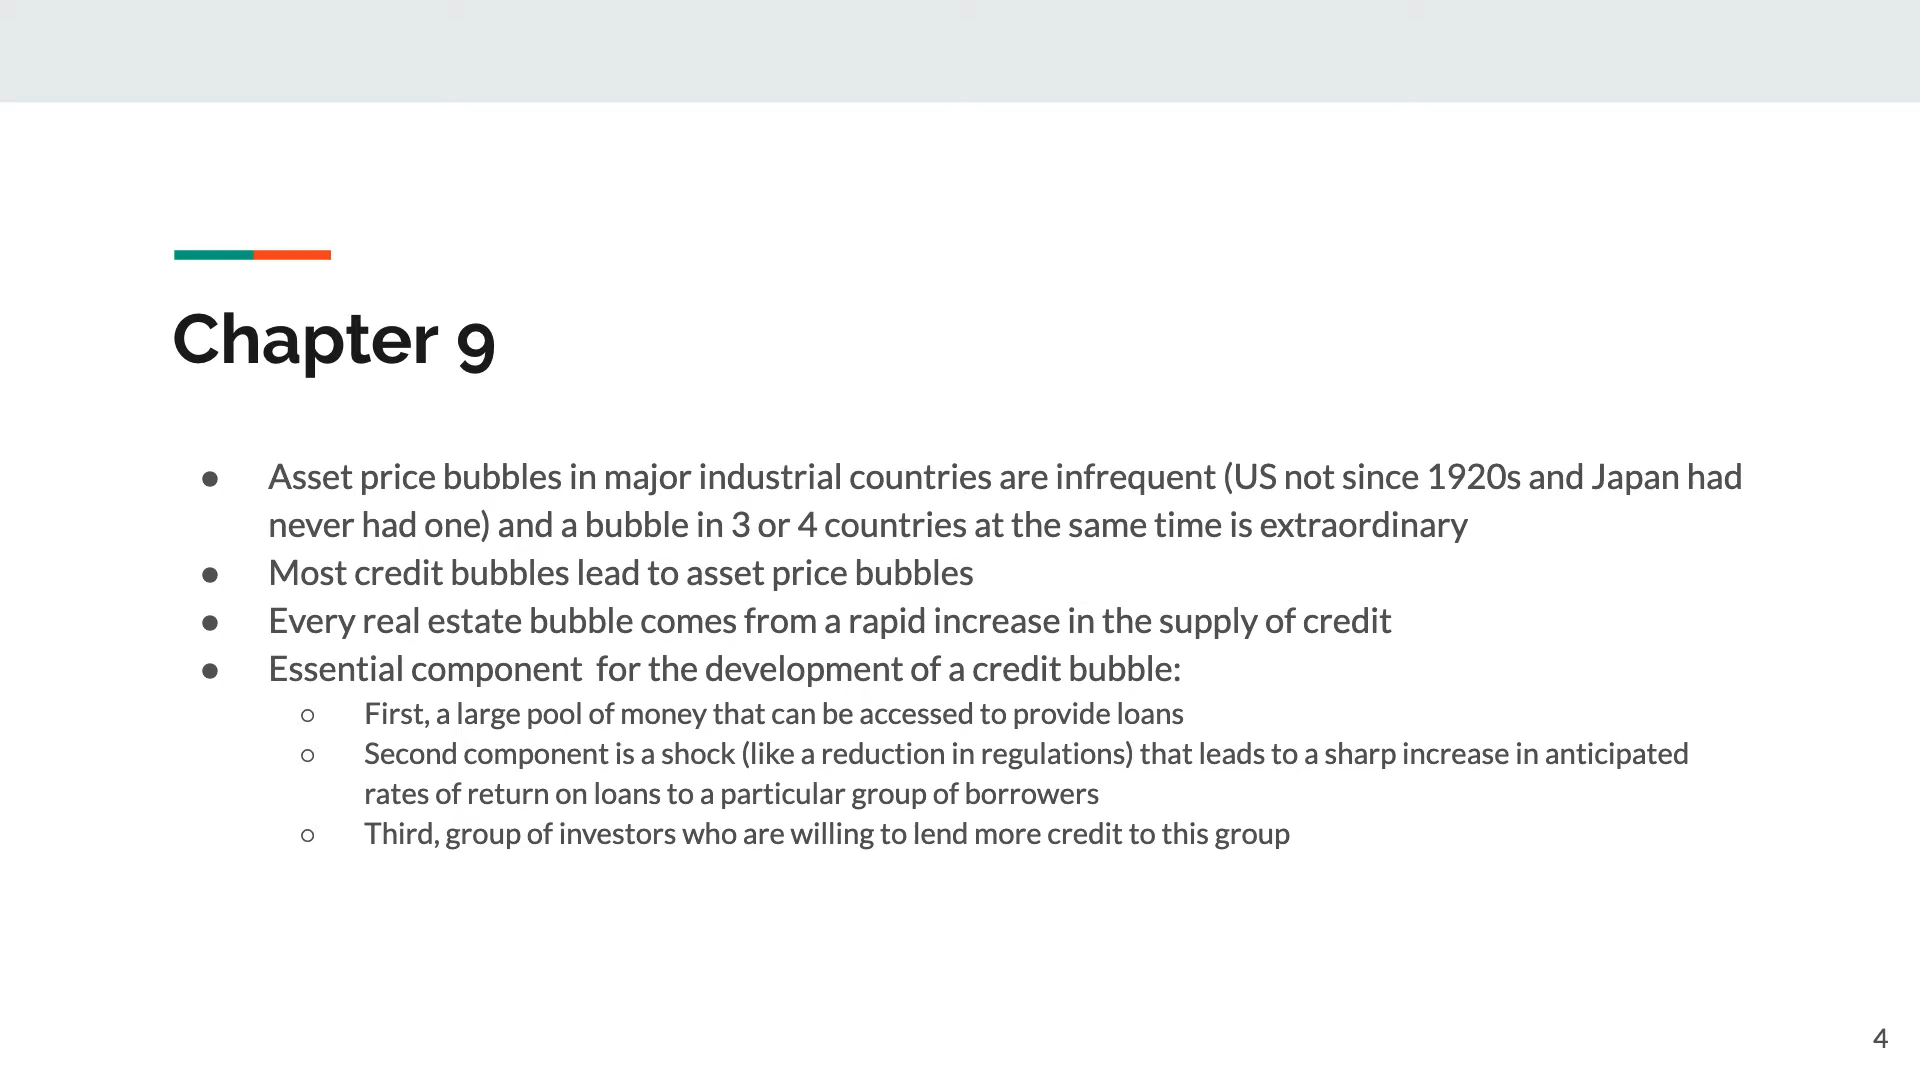 Chapter 9
● Asset price bubbles in major industrial countries are infrequent (US not since 1920s and Japan had
never had one) and a bubble in 3 or 4 countries at the same time is extraordinary
● Most credit bubbles lead to asset price bubbles
● Every real estate bubble comes from a rapid increase in the supply of credit
● Essential component  for the development of a credit bubble:
○ First, a large pool of money that can be accessed to provide loans
○ Second component is a shock (like a reduction in regulations) that leads to a sharp increase in anticipated
rates of return on loans to a particular group of borrowers
○ Third, group of investors who are willing to lend more credit to this group
4